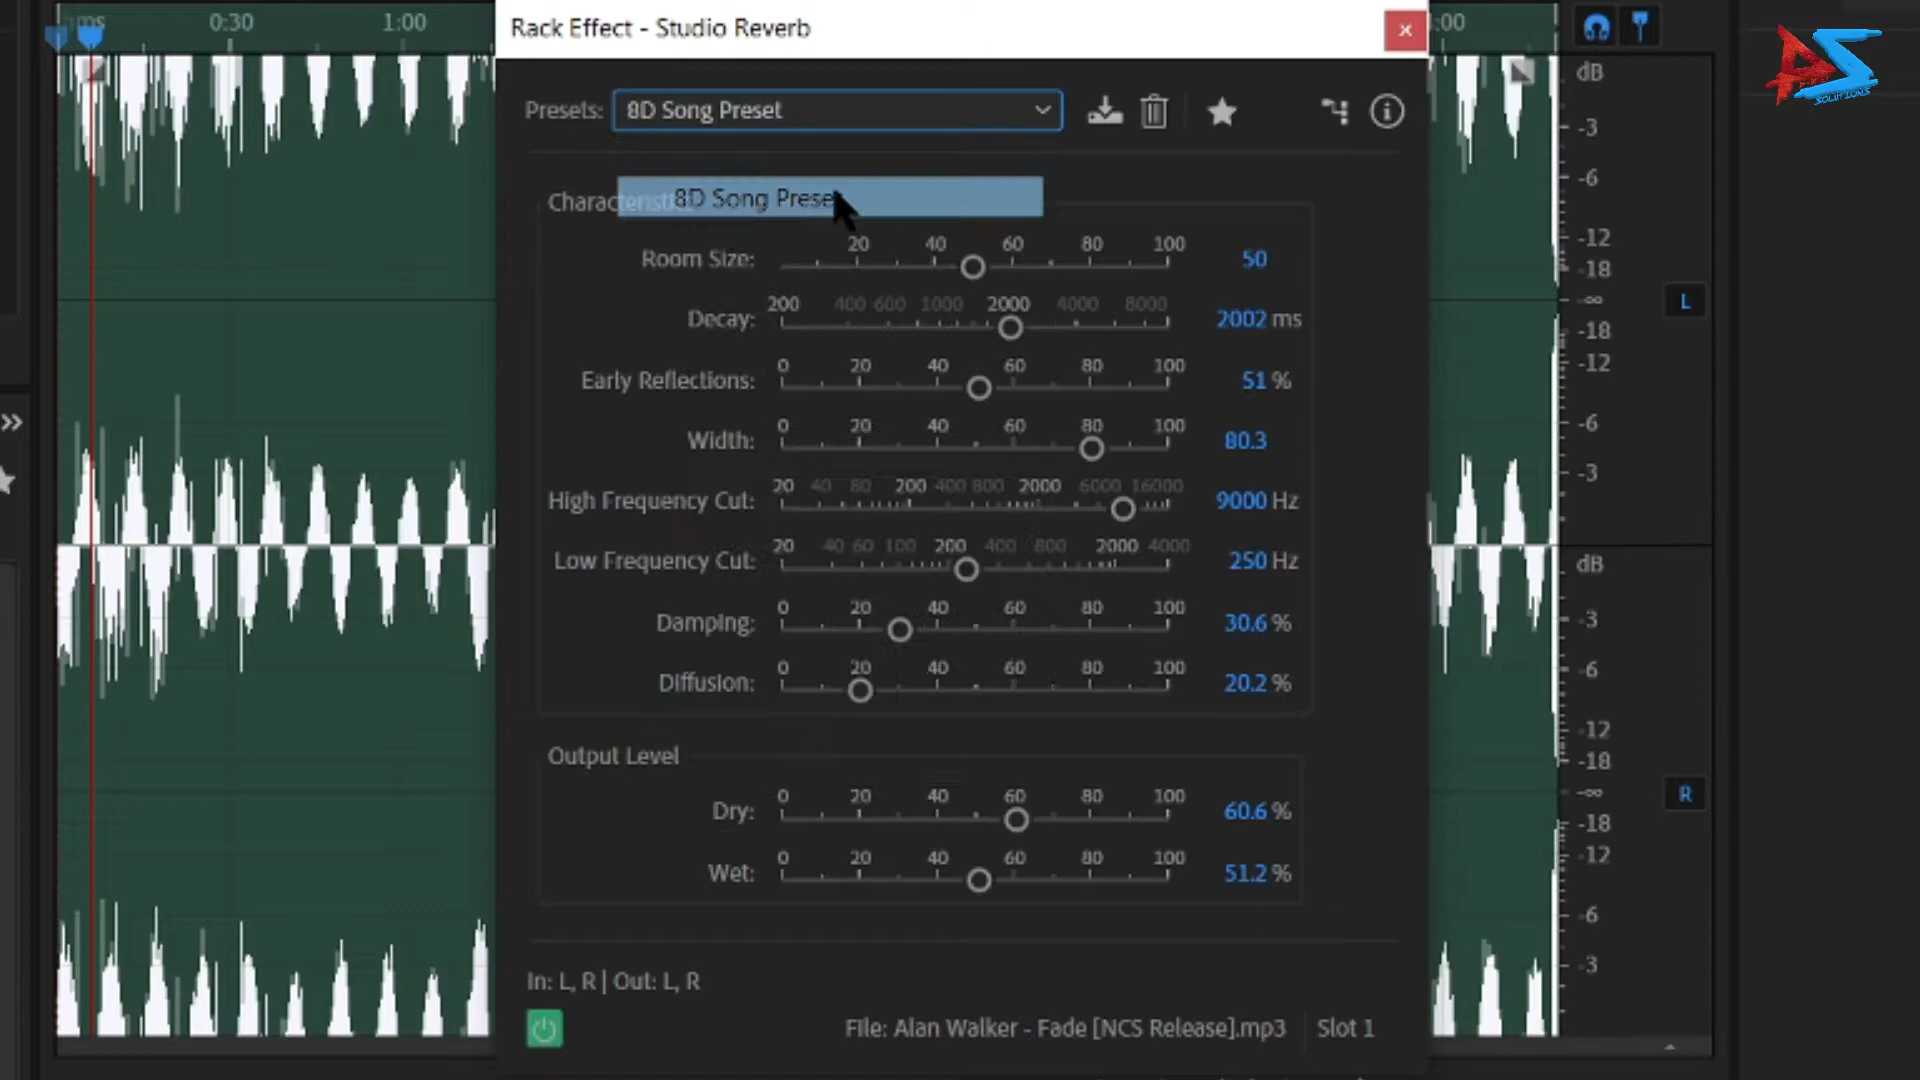 hms 0:30 1:00
Rack Effect - Studio Reverb
:00
dB
Presets: 8D Song Preset
8D Song Preset
Characteristics
Room Size: 20 40 60 80 100 50
Decay: 200 400 600 1000 2000 4000 8000 2002 ms
Early Reflections: 0 20 40 60 80 100 51 %
Width: 0 20 40 60 80 100 80.3
High Frequency Cut: 20 40 80 200 400 800 2000 6000 16000 9000 Hz
Low Frequency Cut: 20 40 60 100 200 400 800 2000 4000 250 Hz
Damping: 0 20 40 60 80 100 30.6 %
Diffusion: 0 20 40 60 80 100 20.2 %
Output Level
Dry: 0 20 40 60 80 100 60.6 %
Wet: 0 20 40 60 80 100 51.2 %
In: L, R | Out: L, R
File: Alan Walker - Fade [NCS Release].mp3 Slot 1
-3
-6
-12
-18
-∞
-18
-12
-6
-3
L
dB
-3
-6
-12
-18
-∞
-18
-12
-6
-3
R
AS
SOLUTIONS